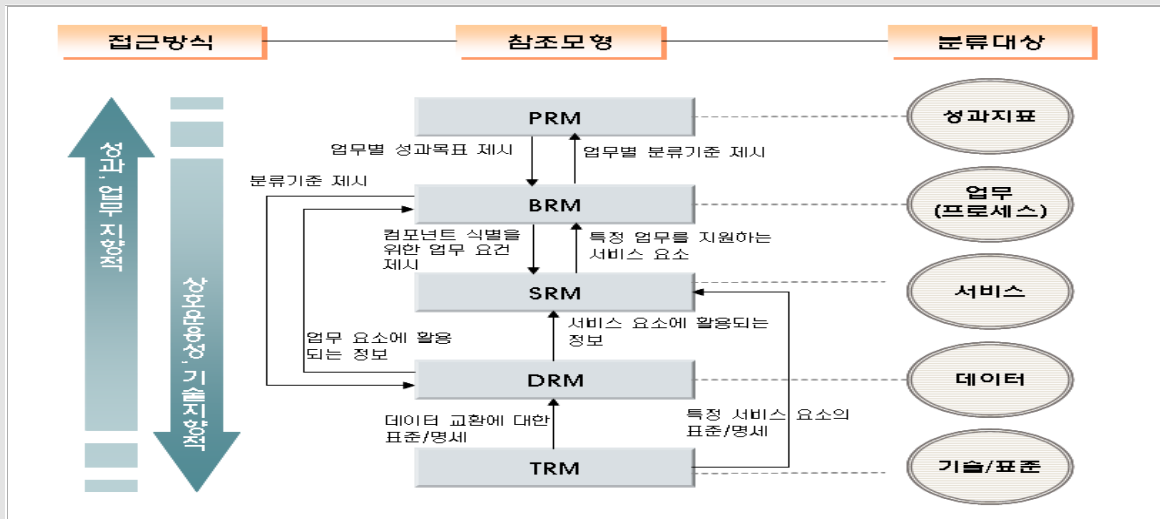 접근방식
참조모형
분류대상
성과, 업무 지향적
상호운용성, 기술지향적
PRM
성과지표
업무별 성과목표 제시
업무별 분류기준 제시
분류기준 제시
BRM
업무
(프로세스)
컴포넌트 식별을
위한 업무 요건
제시
특정 업무를 지원하는
서비스 요소
SRM
서비스
업무 요소에 활용
되는 정보
서비스 요소에 활용되는
정보
DRM
데이터
데이터 교환에 대한
표준/명세
특정 서비스 요소의
표준/명세
TRM
기술/표준